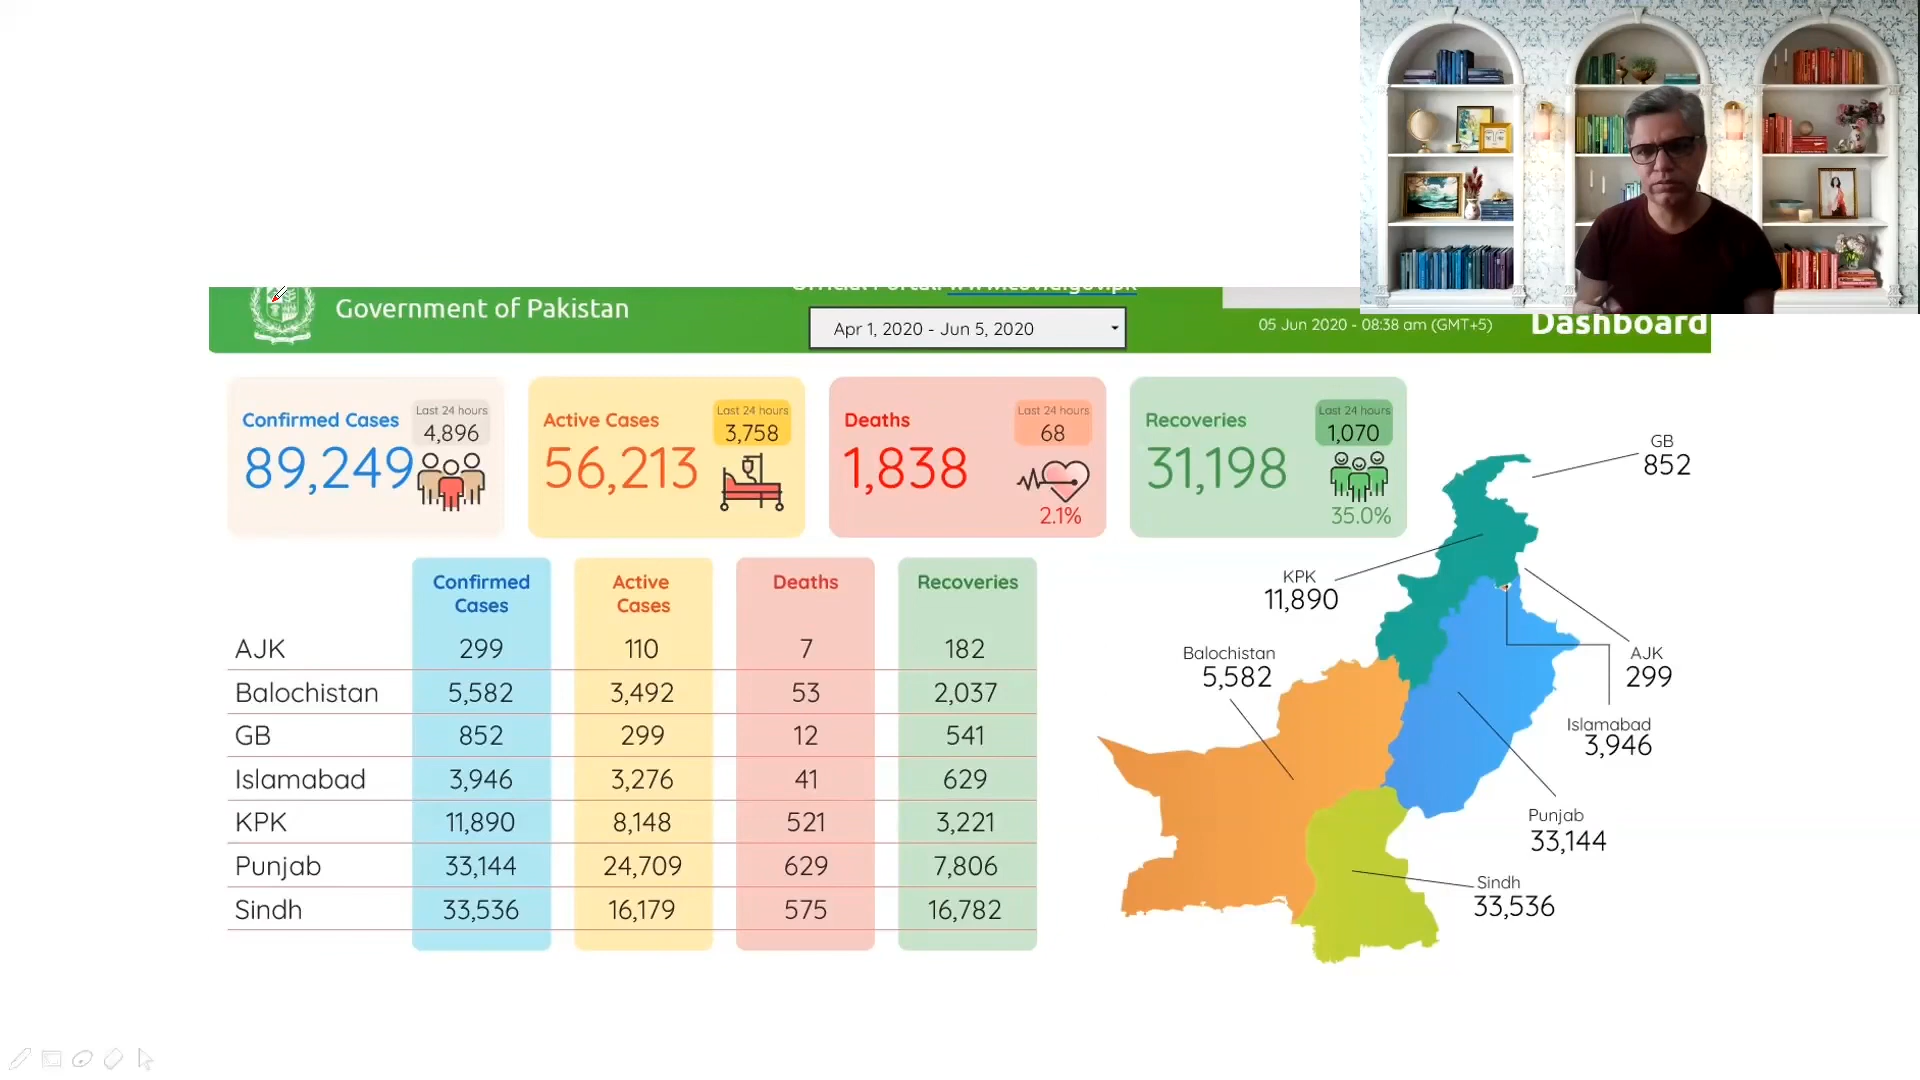 Official Portal: www.covid.gov.pk
Government of Pakistan
Apr 1, 2020 - Jun 5, 2020
05 Jun 2020 - 08:38 am (GMT+5)
Dashboard
Confirmed Cases
Last 24 hours
4,896
89,249
Active Cases
Last 24 hours
3,758
56,213
Deaths
Last 24 hours
68
1,838
2.1%
Recoveries
Last 24 hours
1,070
31,198
35.0%
Confirmed Active Deaths Recoveries
Cases Cases
AJK 299 110 7 182
Balochistan 5,582 3,492 53 2,037
GB 852 299 12 541
Islamabad 3,946 3,276 41 629
KPK 11,890 8,148 521 3,221
Punjab 33,144 24,709 629 7,806
Sindh 33,536 16,179 575 16,782
GB
852
KPK
11,890
Balochistan
5,582
AJK
299
Islamabad
3,946
Punjab
33,144
Sindh
33,536